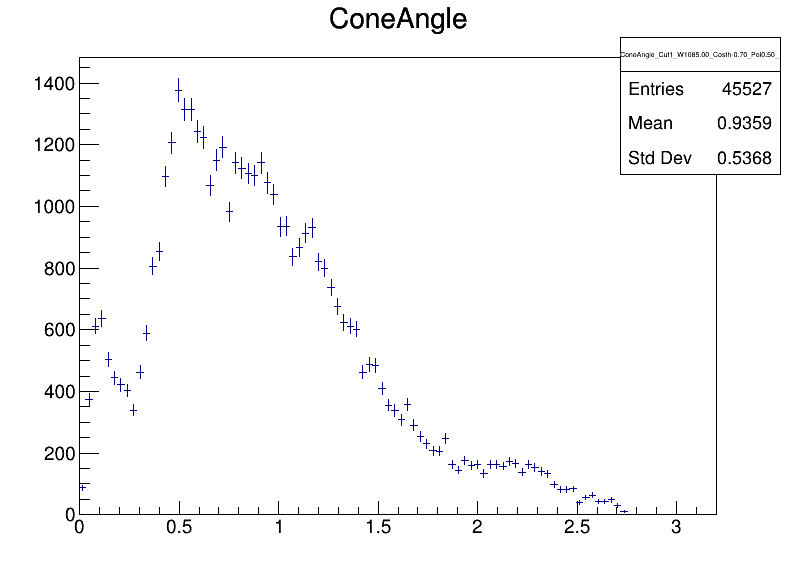 ConeAngle
ConeAngle_Cut1_W1085.00_Costh-0.70_Pol0.50_
Entries 45527
Mean 0.9359
Std Dev 0.5368
1400
1200
1000
800
600
400
200
0
0 0.5 1 1.5 2 2.5 3